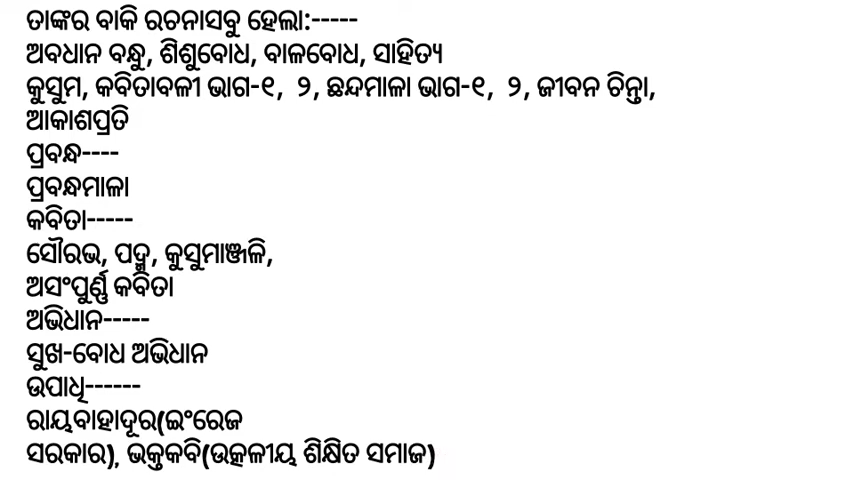 ତାଙ୍କର ବାକି ରଚନାସବୁ ହେଲା:-----
ଅବଧାନ ବନ୍ଧୁ, ଶିଶୁବୋଧ, ବାଳବୋଧ, ସାହିତ୍ୟ
କୁସୁମ, କବିତାବଳୀ ଭାଗ-୧, ୨, ଛନ୍ଦମାଳା ଭାଗ-୧, ୨, ଜୀବନ ଚିନ୍ତା,
ଆକାଶପ୍ରତି
ପ୍ରବନ୍ଧ----
ପ୍ରବନ୍ଧମାଳା
କବିତା-----
ସୌରଭ, ପଦ୍ମ, କୁସୁମାଞ୍ଜଳି,
ଅସଂପୁର୍ଣ୍ଣ କବିତା
ଅଭିଧାନ-----
ସୁଖ-ବୋଧ ଅଭିଧାନ
ଉପାଧି------
ରାୟବାହାଦୂର(ଇଂରେଜ
ସରକାର), ଭକ୍ତକବି(ଉତ୍କଳୀୟ ଶିକ୍ଷିତ ସମାଜ)